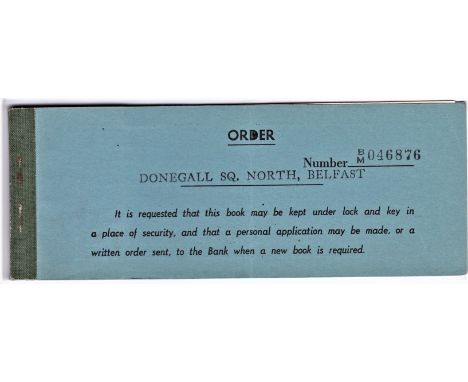 ORDER
Number B/M 046876
DONEGALL SQ. NORTH, BELFAST
It is requested that this book may be kept under lock and key in
a place of security, and that a personal application may be made, or a
written order sent, to the Bank when a new book is required.